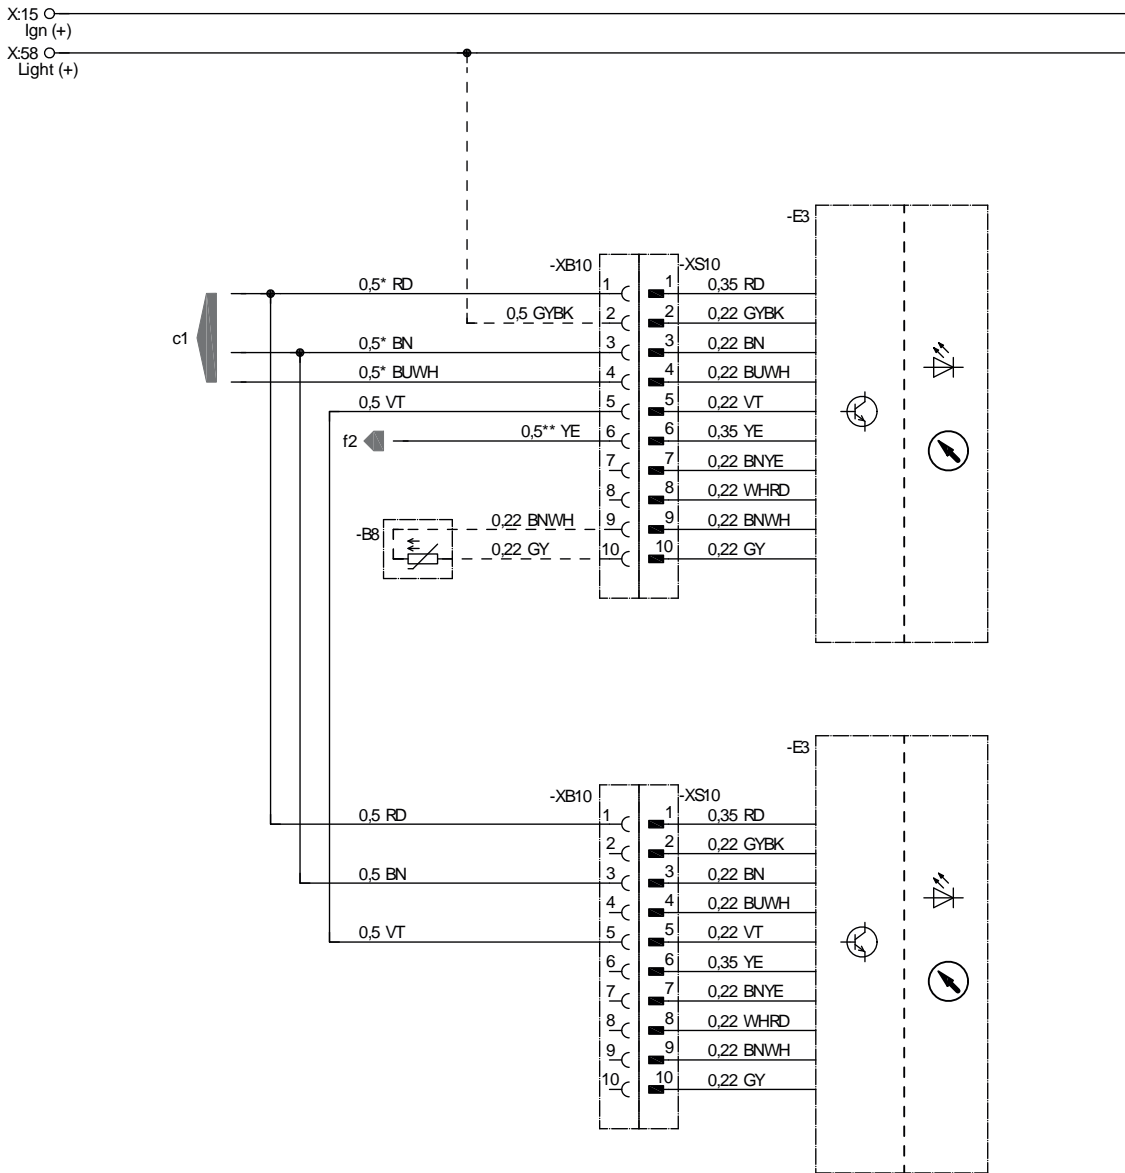 X:15
Ign (+)
X:58
Light (+)
-E3
-XB10
-XS10
1 0,5* RD 1 0,35 RD
0,5 GYBK 2 2 0,22 GYBK
c1
0,5* BN 3 3 0,22 BN
0,5* BUWH 4 4 0,22 BUWH
0,5 VT 5 5 0,22 VT
f2 0,5** YE 6 6 0,35 YE
7 7 0,22 BNYE
8 8 0,22 WHRD
-B8 0,22 BNWH 9 9 0,22 BNWH
0,22 GY 10 10 0,22 GY
-E3
-XB10
-XS10
0,5 RD 1 1 0,35 RD
2 2 0,22 GYBK
0,5 BN 3 3 0,22 BN
4 4 0,22 BUWH
0,5 VT 5 5 0,22 VT
6 6 0,35 YE
7 7 0,22 BNYE
8 8 0,22 WHRD
9 9 0,22 BNWH
10 10 0,22 GY